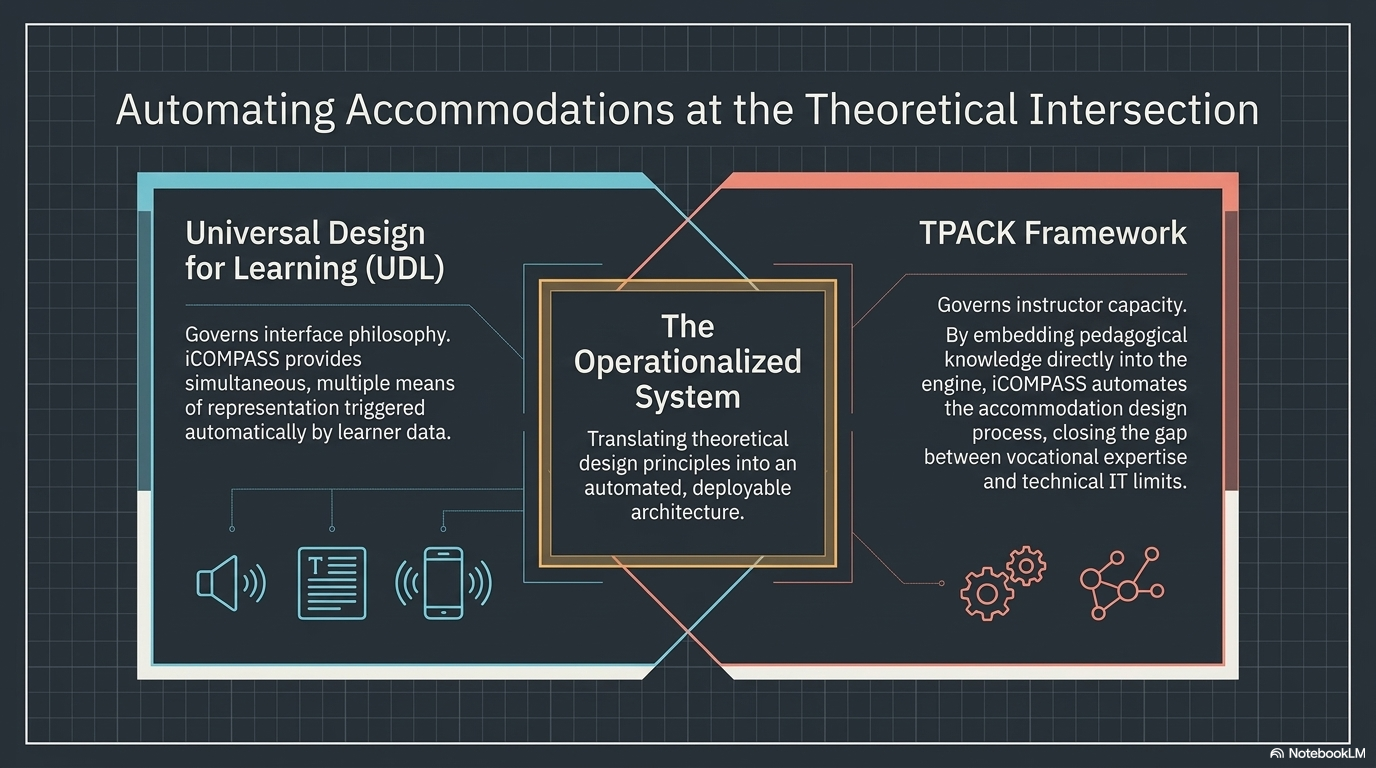 Automating Accommodations at the Theoretical Intersection
Universal Design
for Learning (UDL)
Governs interface philosophy.
iCOMPASS provides
simultaneous, multiple means
of representation triggered
automatically by learner data.
T
The
Operationalized
System
Translating theoretical
design principles into an
automated, deployable
architecture.
TPACK Framework
Governs instructor capacity.
By embedding pedagogical
knowledge directly into the
engine, iCOMPASS automates
the accommodation design
process, closing the gap
between vocational expertise
and technical IT limits.
NotebookLM